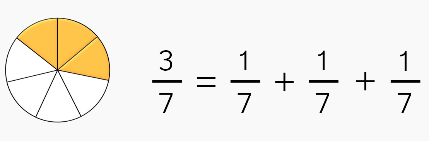 3/7 = 1/7 + 1/7 + 1/7